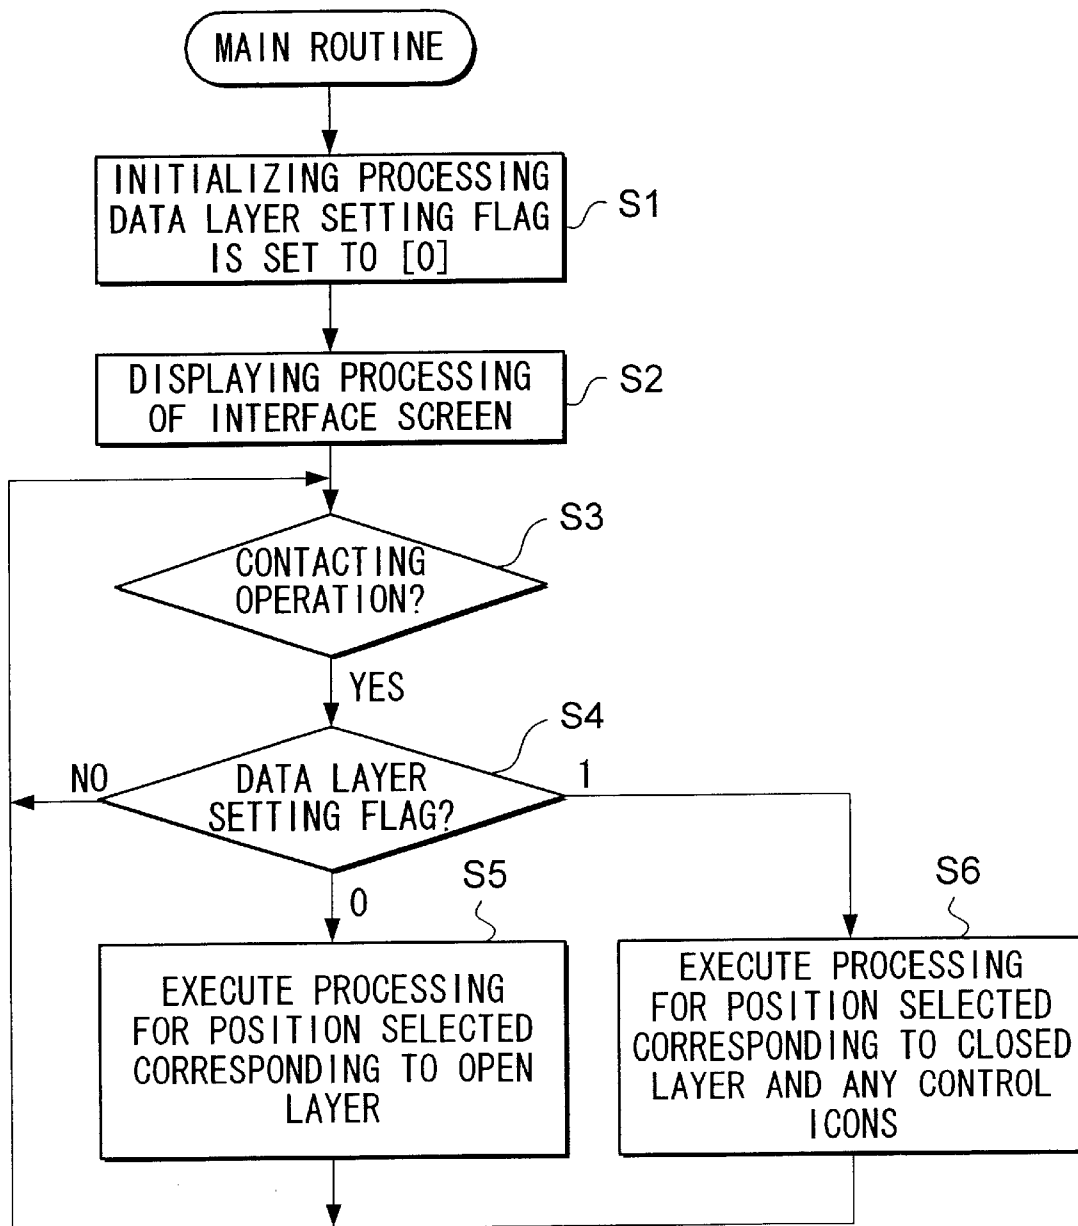 MAIN ROUTINE
INITIALIZING PROCESSING
DATA LAYER SETTING FLAG
IS SET TO [0]
S1
DISPLAYING PROCESSING
OF INTERFACE SCREEN
S2
CONTACTING
OPERATION?
S3
YES
DATA LAYER
SETTING FLAG?
S4
NO
1
0
S5
EXECUTE PROCESSING
FOR POSITION SELECTED
CORRESPONDING TO OPEN
LAYER
S6
EXECUTE PROCESSING
FOR POSITION SELECTED
CORRESPONDING TO CLOSED
LAYER AND ANY CONTROL
ICONS